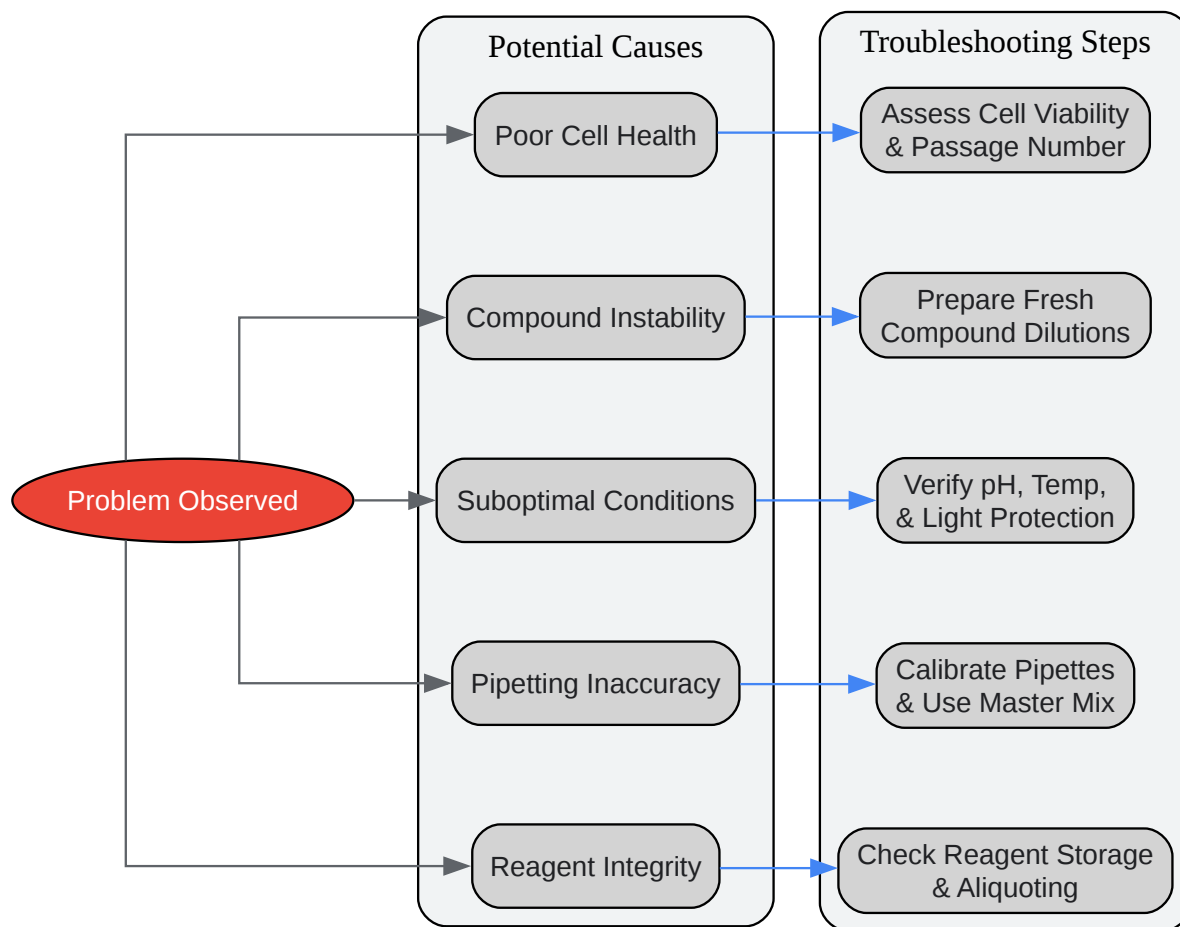 Potential Causes
Troubleshooting Steps
Poor Cell Health
Assess Cell Viability
& Passage Number
Compound Instability
Prepare Fresh
Compound Dilutions
Problem Observed
Suboptimal Conditions
Verify pH, Temp,
& Light Protection
Pipetting Inaccuracy
Calibrate Pipettes
& Use Master Mix
Reagent Integrity
Check Reagent Storage
& Aliquoting